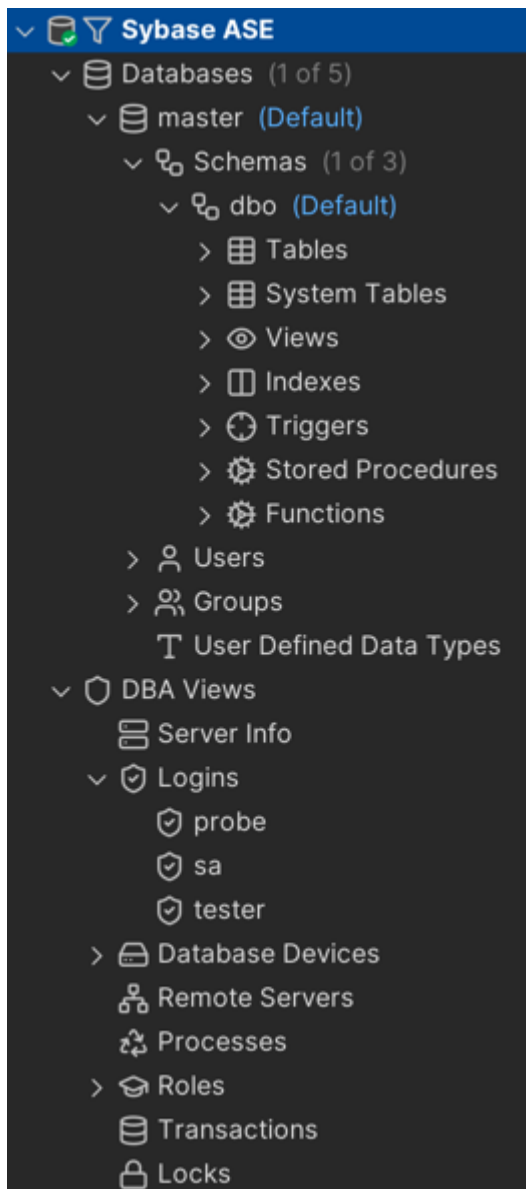 Sybase ASE
Databases (1 of 5)
master (Default)
Schemas (1 of 3)
dbo (Default)
Tables
System Tables
Views
Indexes
Triggers
Stored Procedures
Functions
Users
Groups
User Defined Data Types
DBA Views
Server Info
Logins
probe
sa
tester
Database Devices
Remote Servers
Processes
Roles
Transactions
Locks